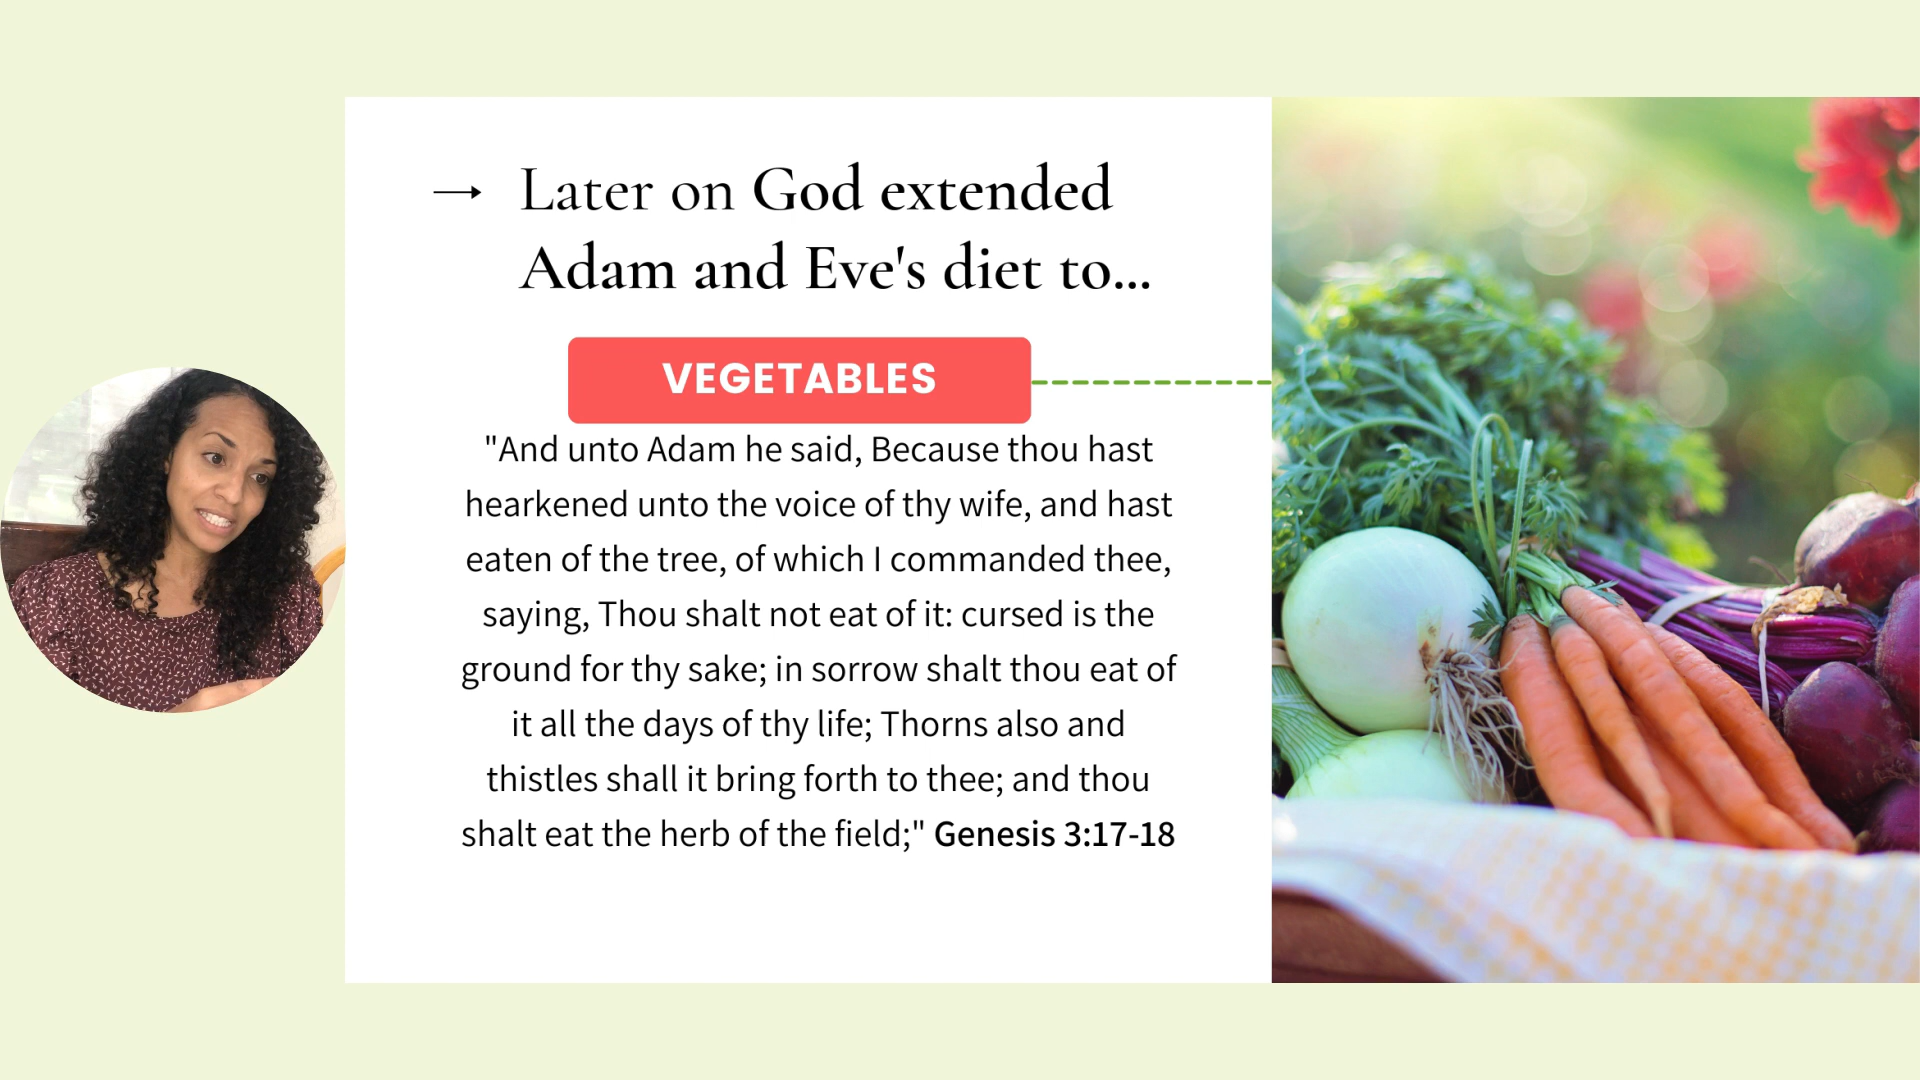 → Later on God extended
Adam and Eve's diet to...
VEGETABLES
"And unto Adam he said, Because thou hast
hearkened unto the voice of thy wife, and hast
eaten of the tree, of which I commanded thee,
saying, Thou shalt not eat of it: cursed is the
ground for thy sake; in sorrow shalt thou eat of
it all the days of thy life; Thorns also and
thistles shall it bring forth to thee; and thou
shalt eat the herb of the field;" Genesis 3:17-18